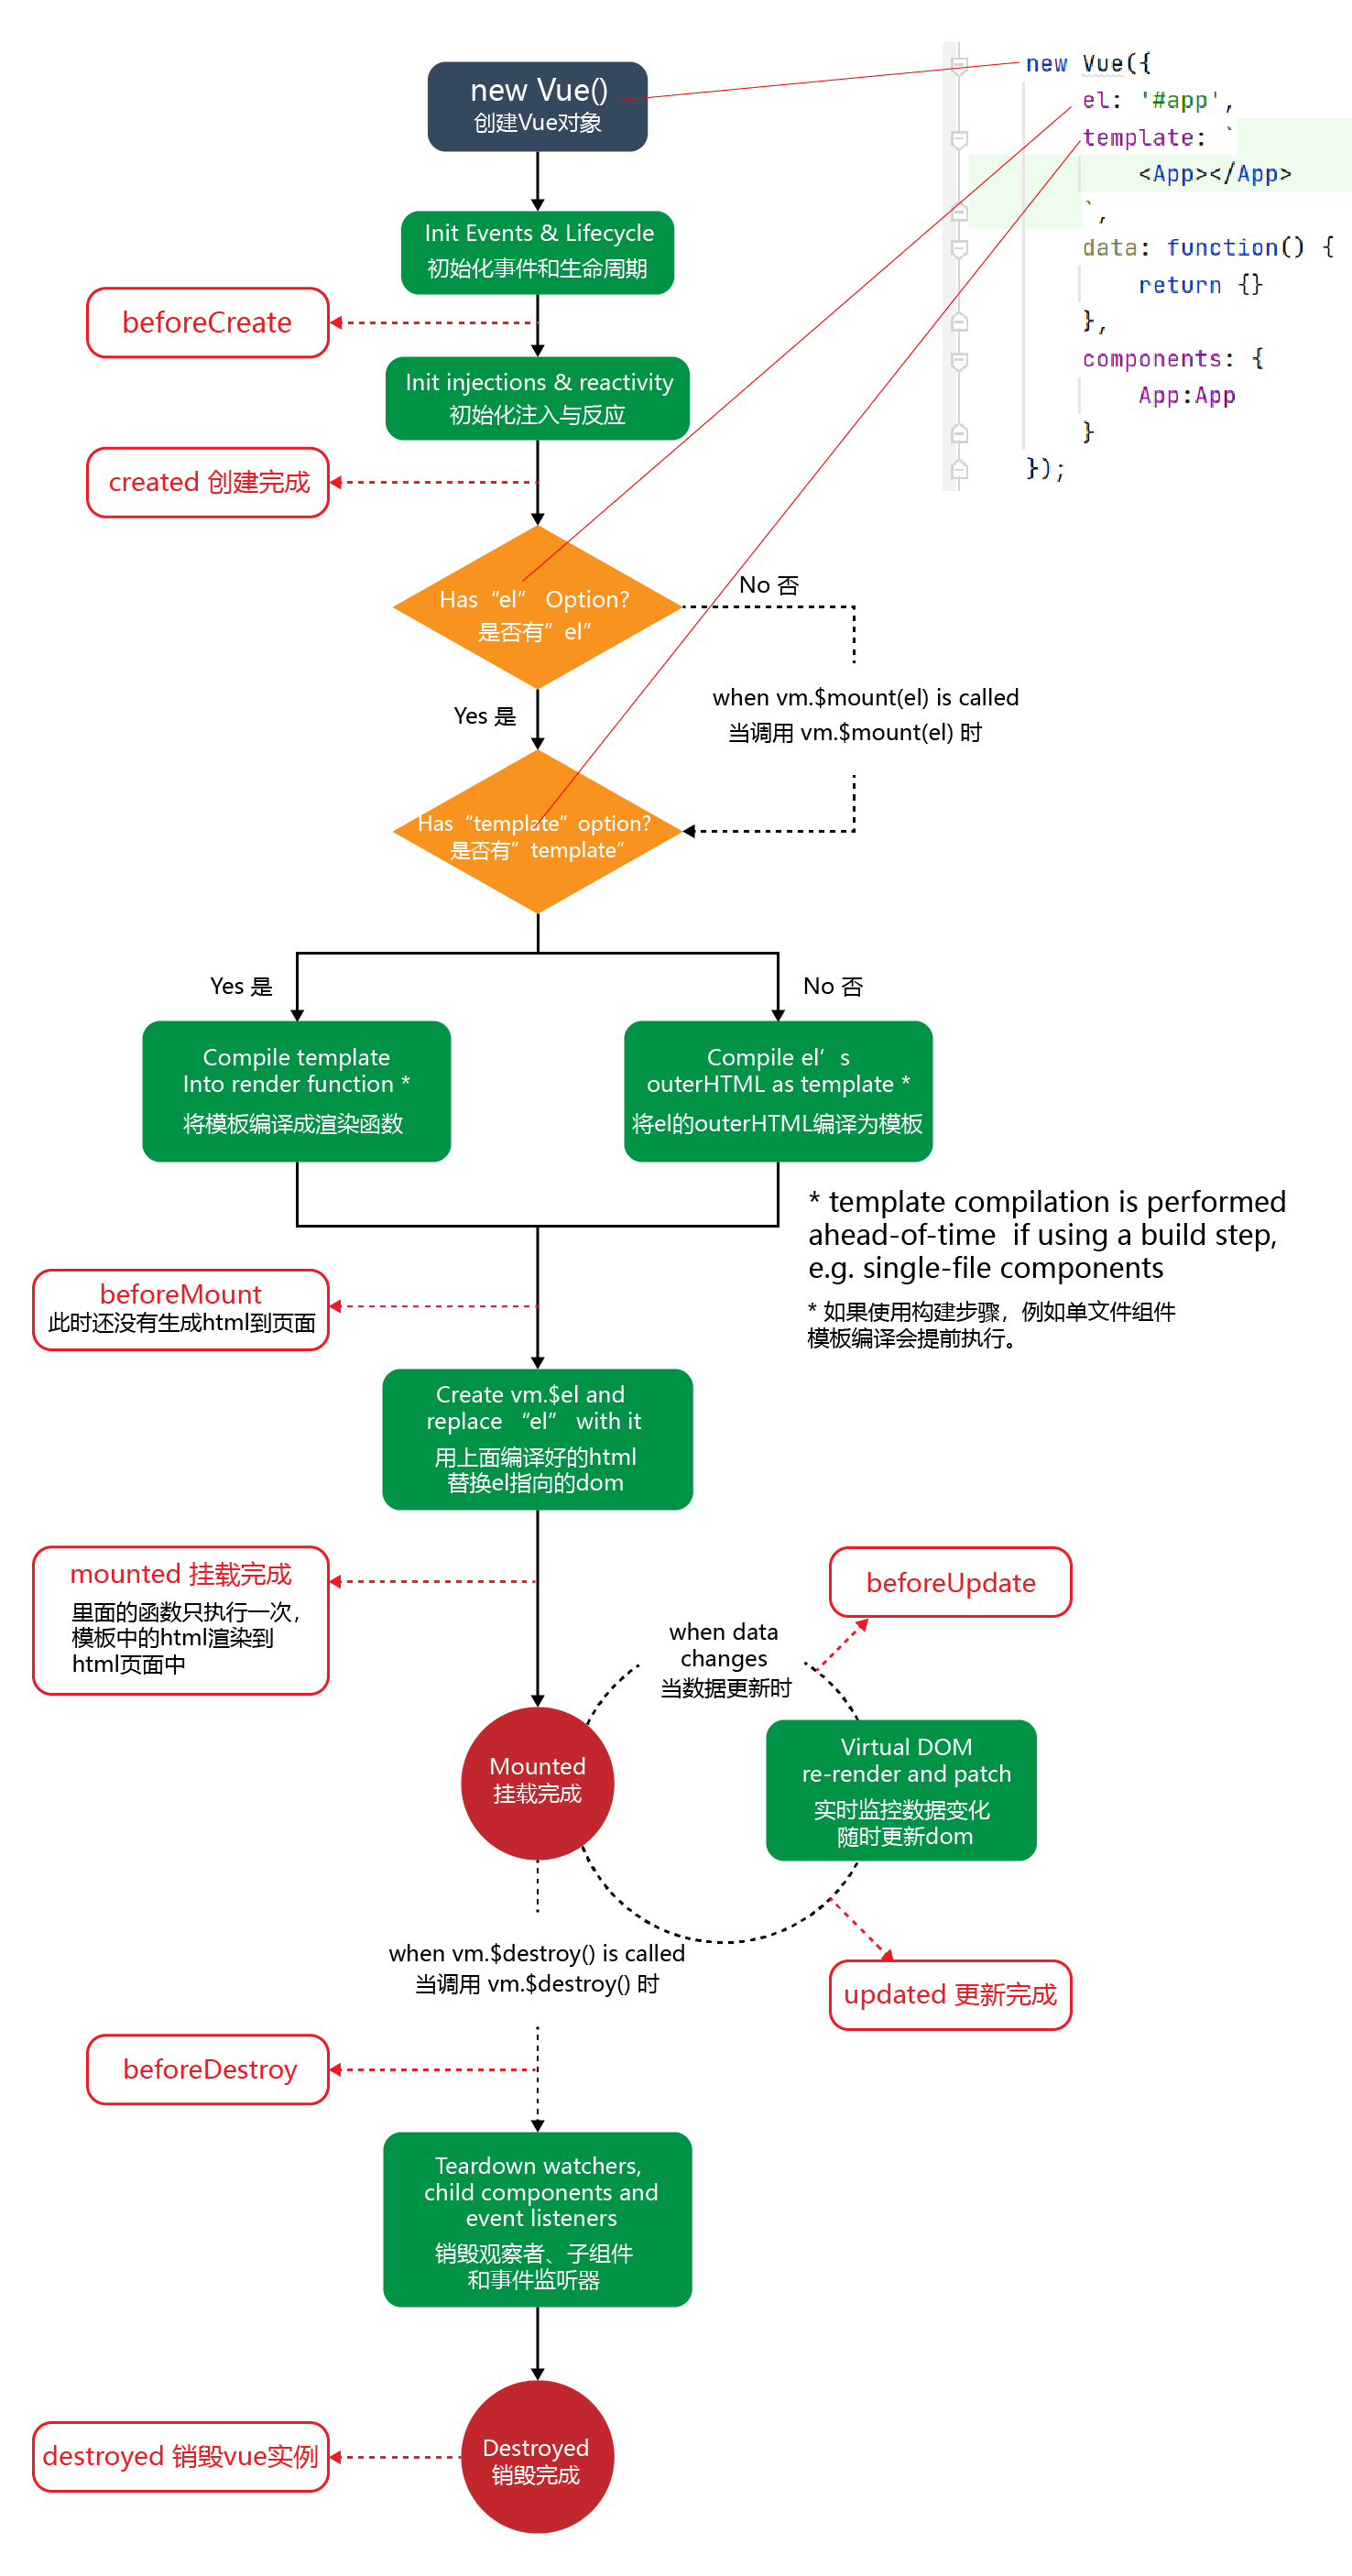 new Vue()
创建Vue对象
new Vue({
el: '#app',
template: `
<App></App>
`,
data: function() {
return {}
},
components: {
App:App
}
});
Init Events & Lifecycle
初始化事件和生命周期
beforeCreate
Init injections & reactivity
初始化注入与反应
created 创建完成
Has“el” Option?
是否有”el”
No 否
when vm.$mount(el) is called
当调用 vm.$mount(el) 时
Yes 是
Has“template”option?
是否有”template”
Yes 是
No 否
Compile template
Into render function *
将模板编译成渲染函数
Compile el’s
outerHTML as template *
将el的outerHTML编译为模板
* template compilation is performed
ahead-of-time if using a build step,
e.g. single-file components
* 如果使用构建步骤，例如单文件组件
模板编译会提前执行。
beforeMount
此时还没有生成html到页面
Create vm.$el and
replace “el” with it
用上面编译好的html
替换el指向的dom
mounted 挂载完成
里面的函数只执行一次，
模板中的html渲染到
html页面中
beforeUpdate
when data
changes
当数据更新时
Mounted
挂载完成
Virtual DOM
re-render and patch
实时监控数据变化
随时更新dom
when vm.$destroy() is called
当调用 vm.$destroy() 时
updated 更新完成
beforeDestroy
Teardown watchers,
child components and
event listeners
销毁观察者、子组件
和事件监听器
destroyed 销毁vue实例
Destroyed
销毁完成